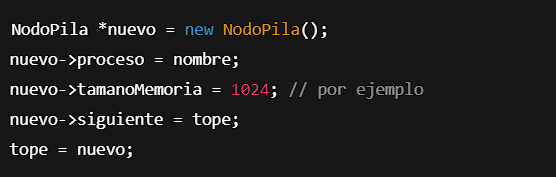 NodoPila *nuevo = new NodoPila();
nuevo->proceso = nombre;
nuevo->tamanoMemoria = 1024; // por ejemplo
nuevo->siguiente = tope;
tope = nuevo;